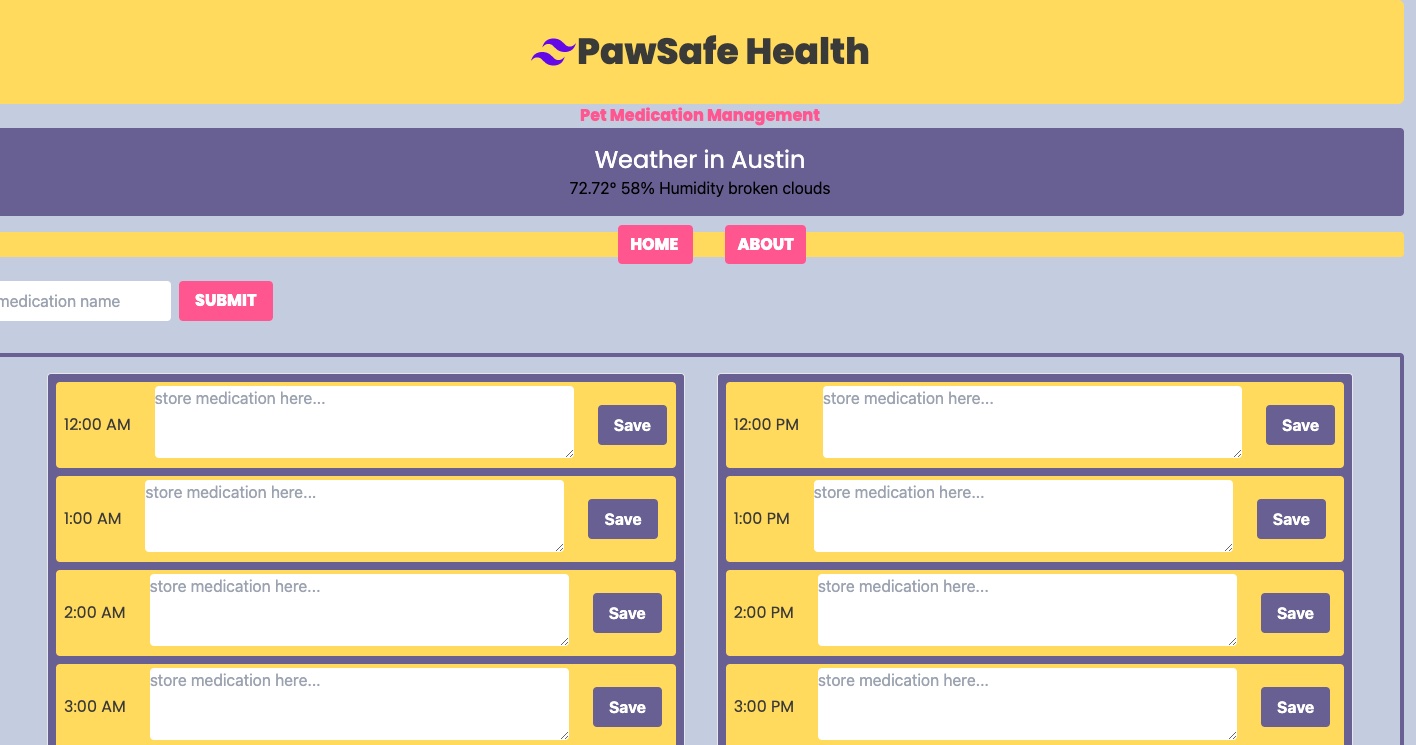 PawSafe Health
Pet Medication Management
Weather in Austin
72.72° 58% Humidity broken clouds
HOME ABOUT
medication name SUBMIT
12:00 AM store medication here... Save
1:00 AM store medication here... Save
2:00 AM store medication here... Save
3:00 AM store medication here... Save
12:00 PM store medication here... Save
1:00 PM store medication here... Save
2:00 PM store medication here... Save
3:00 PM store medication here... Save